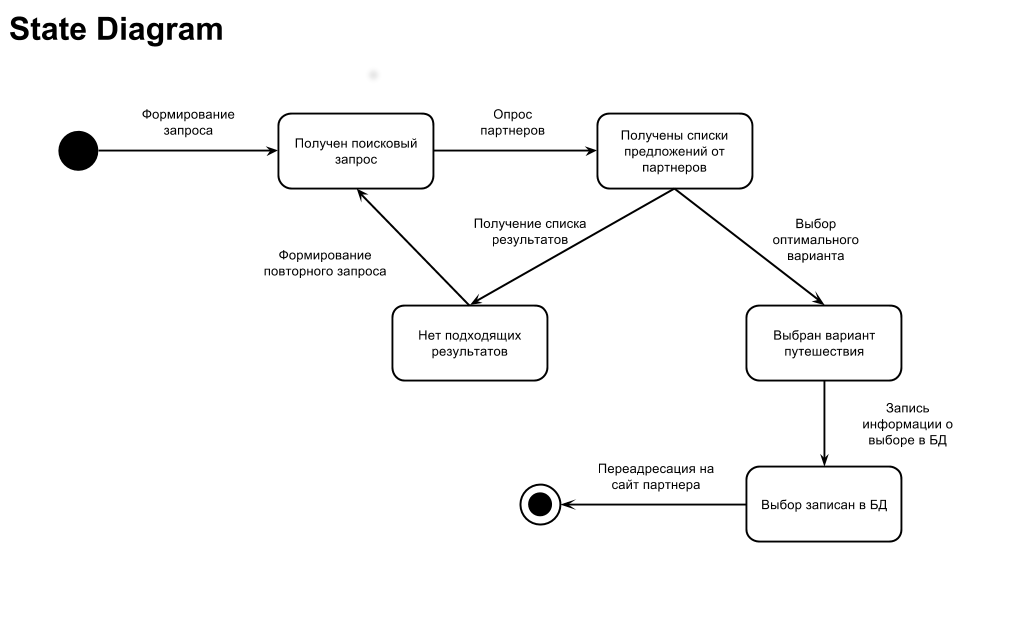 State Diagram
Формирование
запроса
Получен поисковый
запрос
Опрос
партнеров
Получены списки
предложений от
партнеров
Получение списка
результатов
Выбор
оптимального
варианта
Формирование
повторного запроса
Нет подходящих
результатов
Выбран вариант
путешествия
Запись
информации о
выборе в БД
Переадресация на
сайт партнера
Выбор записан в БД